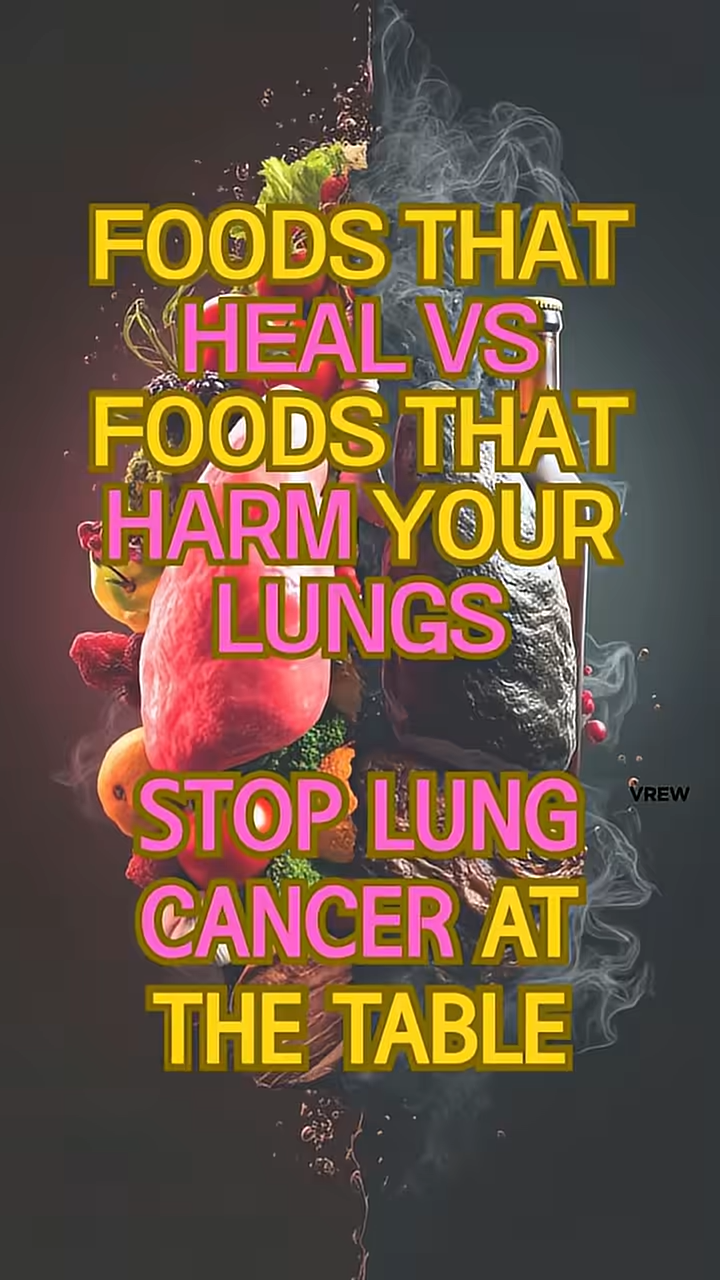 FOODS THAT
HEAL VS
FOODS THAT
HARM YOUR
LUNGS
STOP LUNG
CANCER AT
THE TABLE
VREW